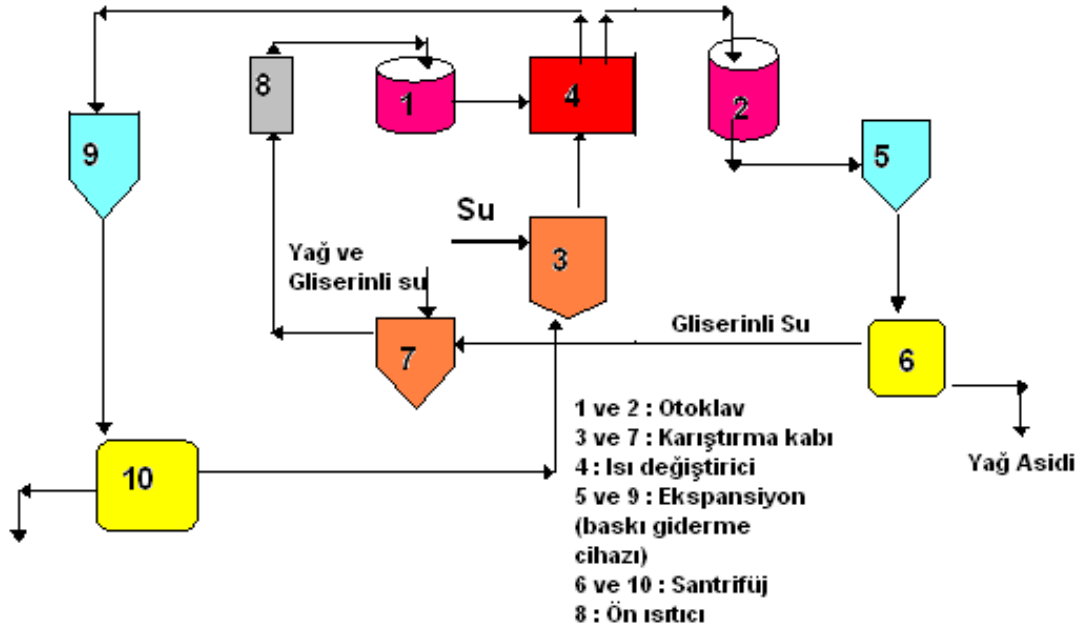 8
1
4
2
9
5
Su
3
Yağ ve
Gliserinli su
Gliserinli Su
7
6
1 ve 2 : Otoklav
3 ve 7 : Karıştırma kabı
4 : Isı değiştirici
5 ve 9 : Ekspansiyon
(baskı giderme
cihazı)
6 ve 10 : Santrifüj
8 : Ön ısıtıcı
Yağ Asidi
10